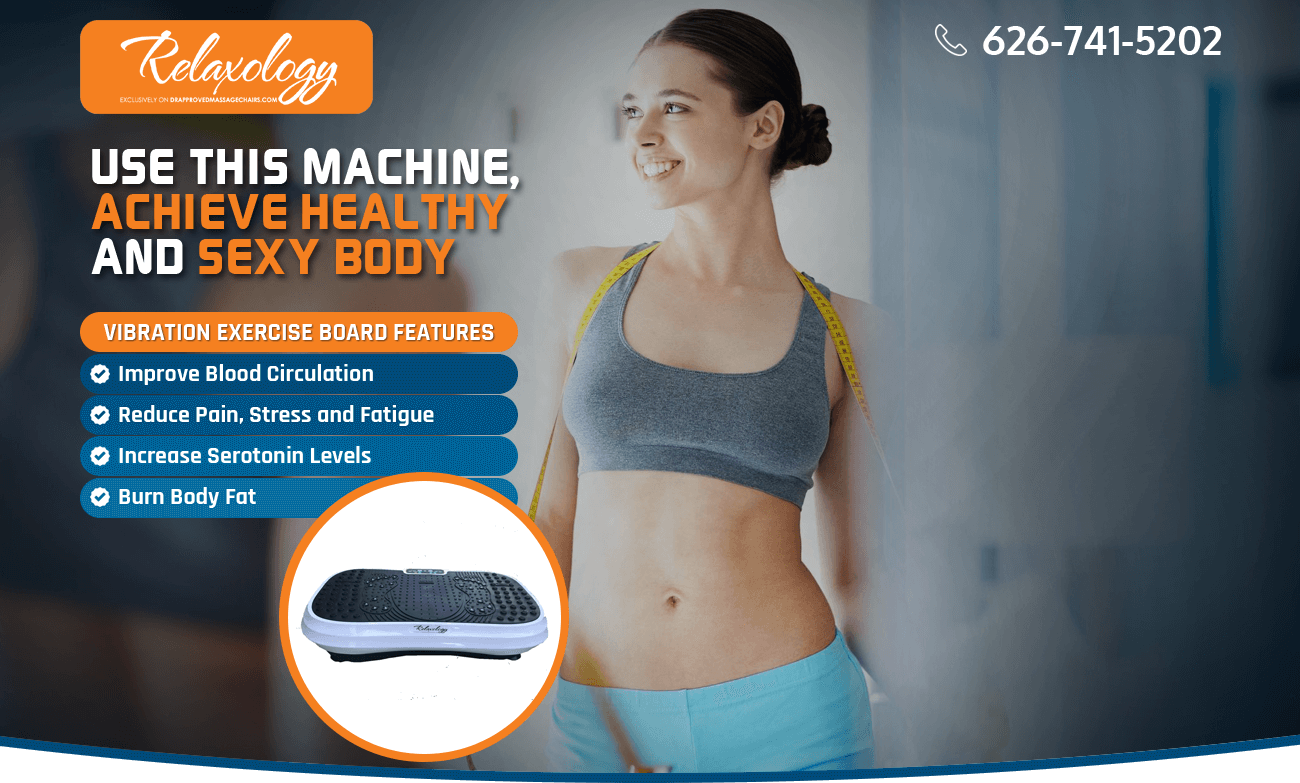 Relaxology
EXCLUSIVELY ON DRAPPROVEDMASSAGECHAIRS.COM
626-741-5202
USE THIS MACHINE,
ACHIEVE HEALTHY
AND SEXY BODY
VIBRATION EXERCISE BOARD FEATURES
Improve Blood Circulation
Reduce Pain, Stress and Fatigue
Increase Serotonin Levels
Burn Body Fat
Relaxology